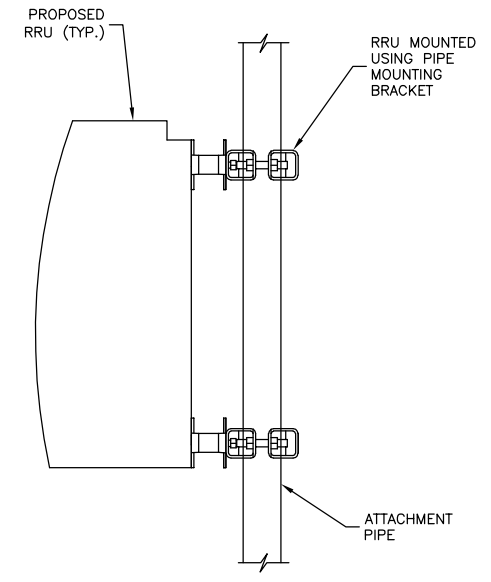 PROPOSED
RRU (TYP.)
RRU MOUNTED
USING PIPE
MOUNTING
BRACKET
ATTACHMENT
PIPE